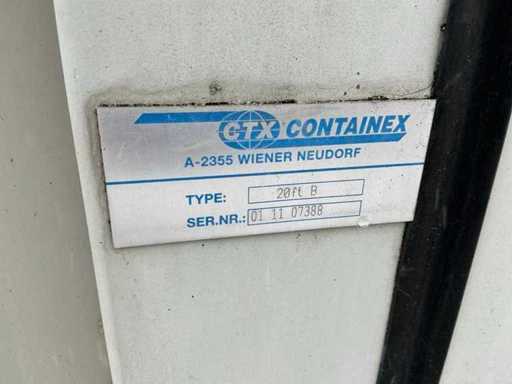 CTX CONTAINEX
A-2355 WIENER NEUDORF
TYPE: 20ft B
SER.NR.: 01 11 07388